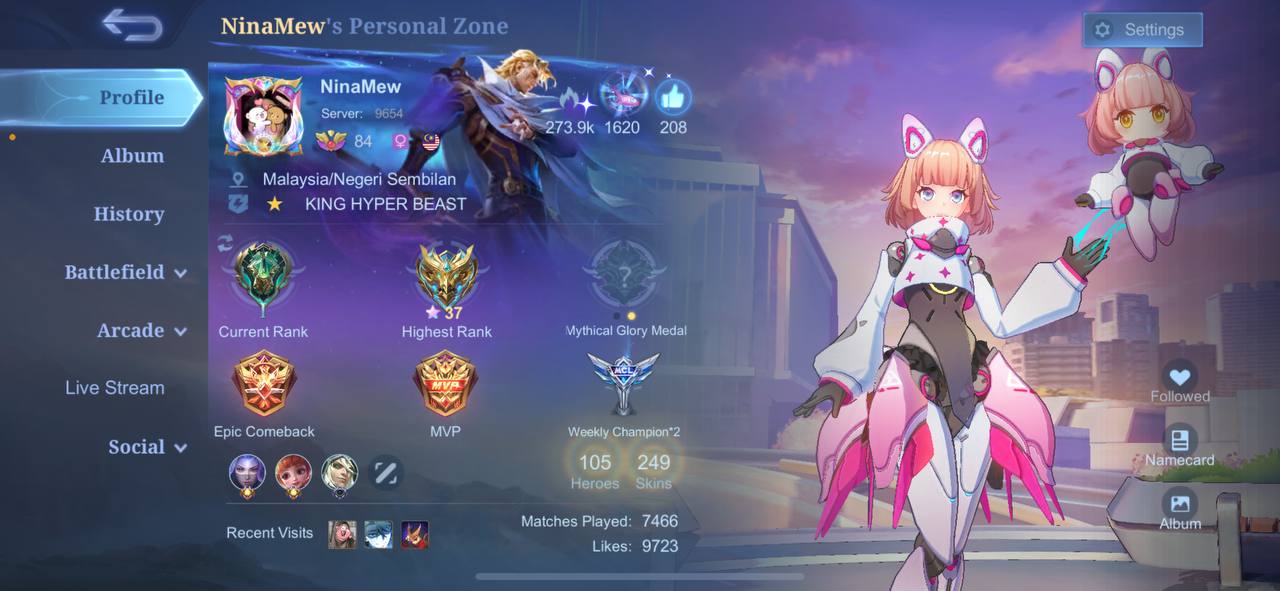 NinaMew's Personal Zone
Settings
Profile
Album
History
Battlefield
Arcade
Live Stream
Social
NinaMew
Server: 9654
84
273.9k 1620 208
Malaysia/Negeri Sembilan
KING HYPER BEAST
?
37
Current Rank
Highest Rank
Mythical Glory Medal
MVP
MCL
Epic Comeback
MVP
Weekly Champion*2
105 249
Heroes Skins
Recent Visits
Matches Played: 7466
Likes: 9723
Followed
Namecard
Album